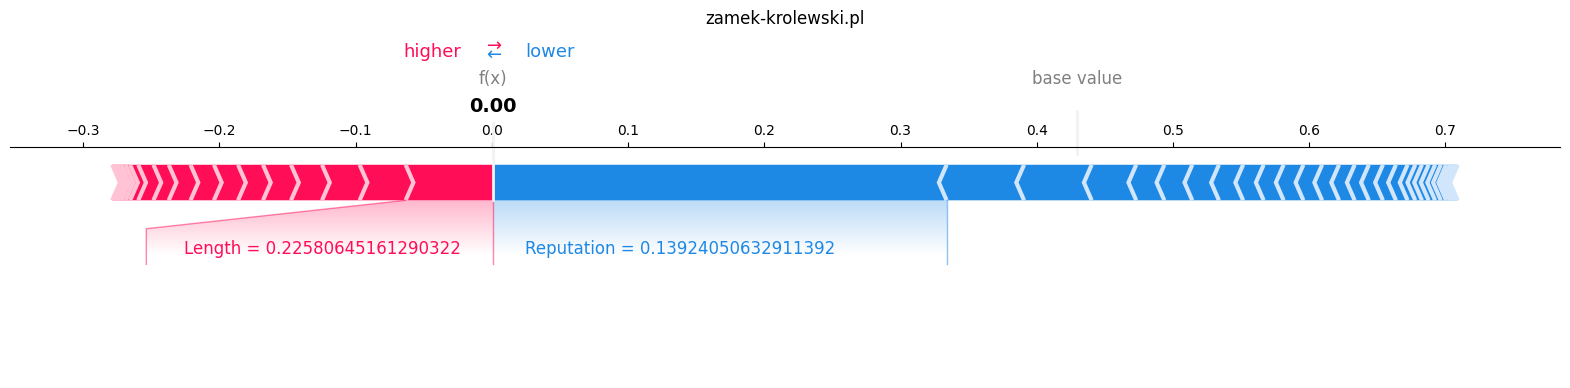 zamek-krolewski.pl
higher ⇄ lower
f(x) base value
0.00
−0.3 −0.2 −0.1 0.0 0.1 0.2 0.3 0.4 0.5 0.6 0.7
Length = 0.22580645161290322 Reputation = 0.13924050632911392